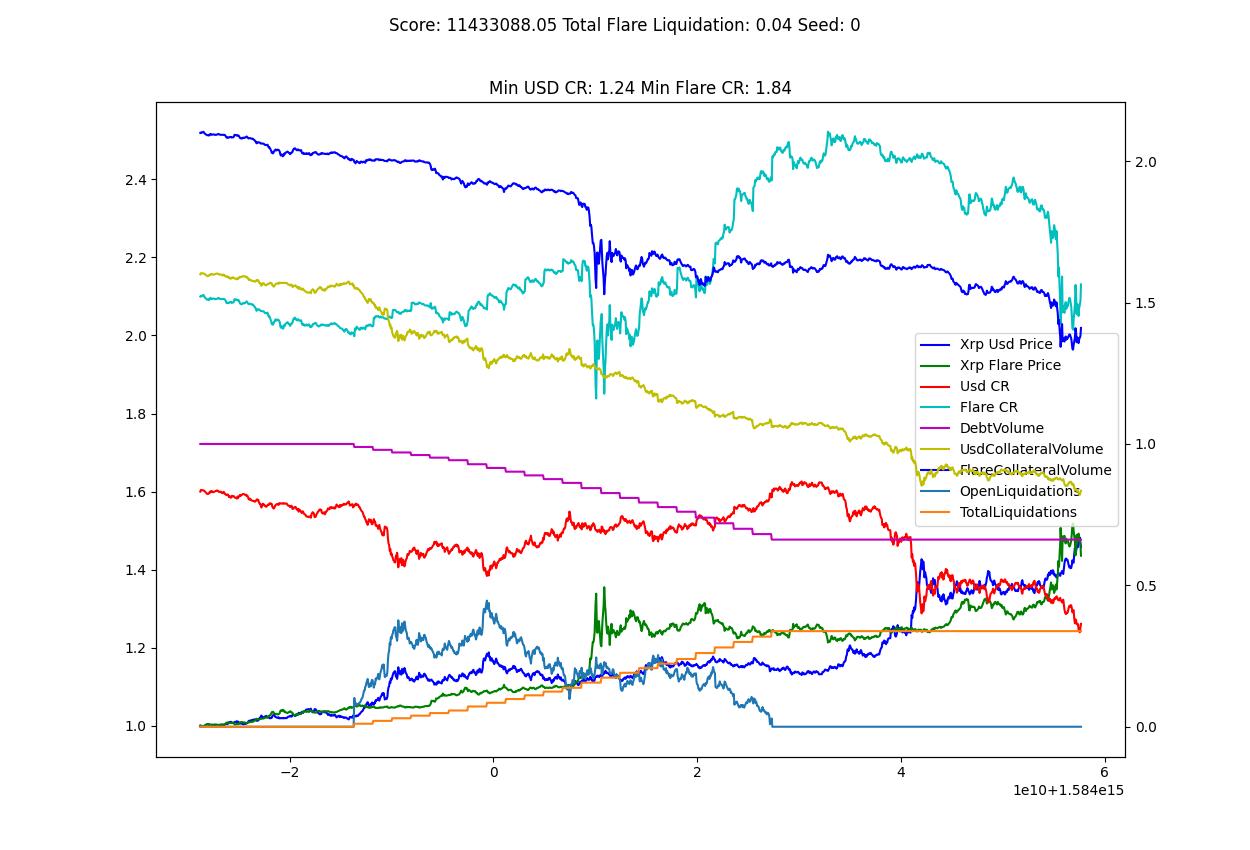 Score: 11433088.05 Total Flare Liquidation: 0.04 Seed: 0
Min USD CR: 1.24 Min Flare CR: 1.84
2.4
2.2
2.0
1.8
1.6
1.4
1.2
1.0
2.0
1.5
1.0
0.5
0.0
Xrp Usd Price
Xrp Flare Price
Usd CR
Flare CR
DebtVolume
UsdCollateralVolume
FlareCollateralVolume
OpenLiquidations
TotalLiquidations
−2 0 2 4 6
1e10+1.584e15